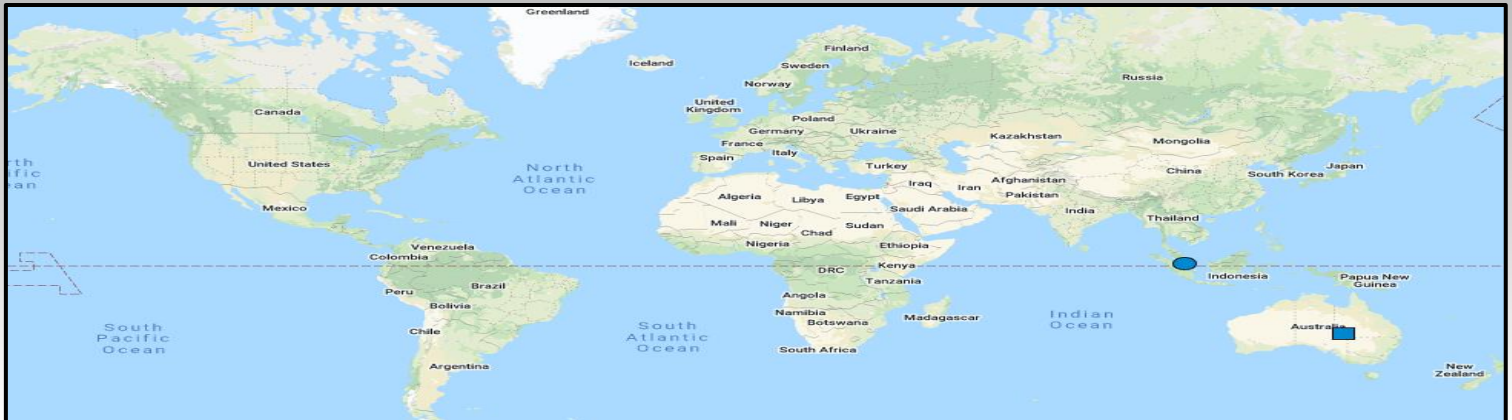 Greenland
Iceland
Finland
Sweden
Norway
Russia
United
Kingdom
Canada
Poland
Germany
Ukraine
France
Kazakhstan
Mongolia
Italy
Spain
Turkey
United States
North
Atlantic
Ocean
rth
ific
ean
Japan
China
South Korea
Afghanistan
Iraq
Iran
Pakistan
Algeria
Libya
Egypt
Saudi Arabia
India
Mexico
Thailand
Mali
Niger
Chad
Sudan
Nigeria
Ethiopia
Venezuela
Colombia
DRC
Kenya
Tanzania
Indonesia
Papua New
Guinea
Peru
Brazil
Bolivia
Angola
Namibia
Botswana
Madagascar
Indian
Ocean
South
Pacific
Ocean
Chile
South
Atlantic
Ocean
South Africa
Australia
Argentina
New
Zealand